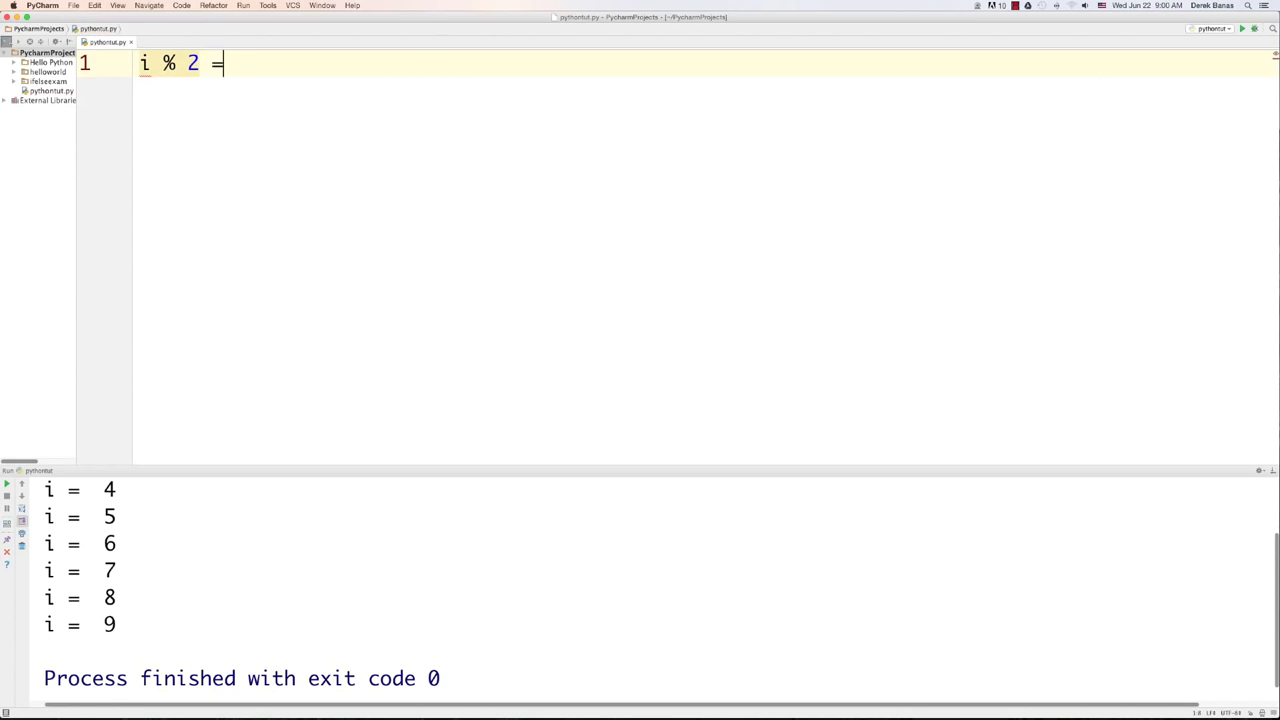 PyCharm File Edit View Navigate Code Refactor Run Tools VCS Window Help 10 Wed Jun 22 9:00 AM Derek Banas
pythontut.py - PycharmProjects - [~/PycharmProjects]
PycharmProjects pythontut.py pythontut
pythontut.py
PycharmProject
1 i % 2 =
Hello Python
helloworld
ifelseexam
pythontut.py
External Librarie
Run pythontut
i = 4
i = 5
i = 6
i = 7
i = 8
i = 9
Process finished with exit code 0
1:8 LF÷ UTF-8÷